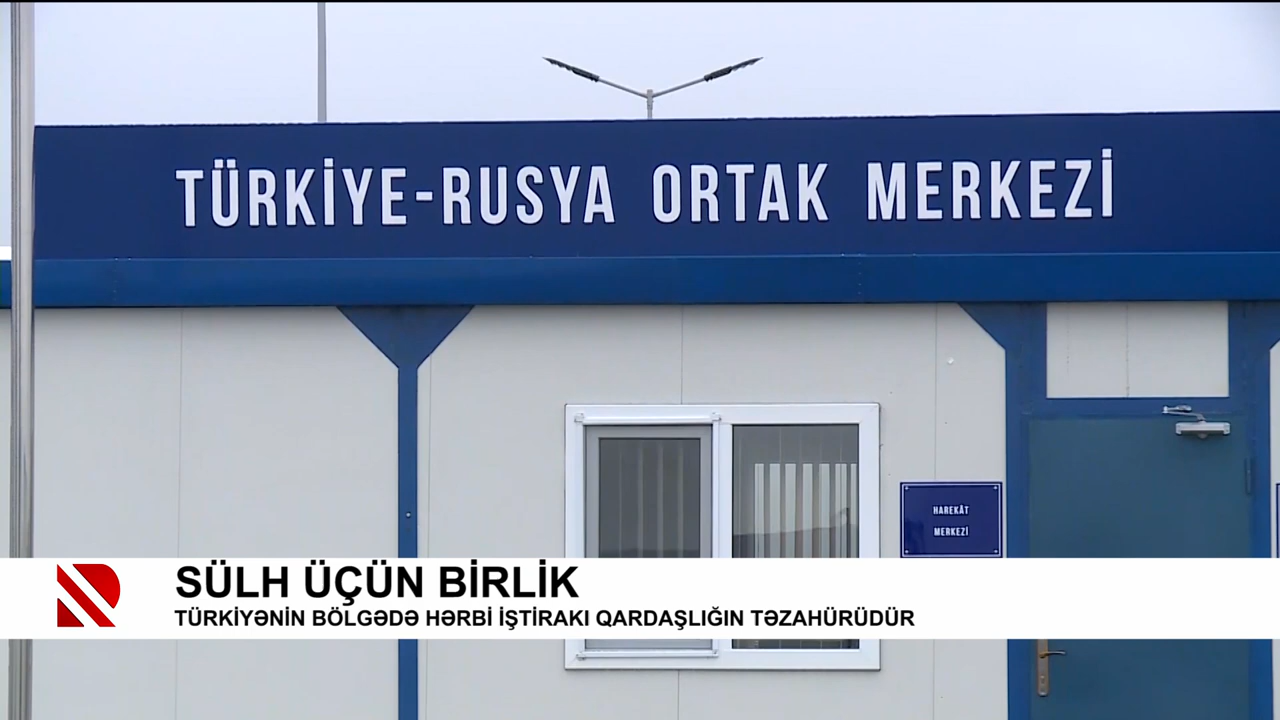 TÜRKİYE-RUSYA ORTAK MERKEZİ
HAREKÂT
MERKEZİ
SÜLH ÜÇÜN BİRLİK
TÜRKİYƏNİN BÖLGƏDƏ HƏRBİ İŞTİRAKI QARDAŞLIĞIN TƏZAHÜRÜDÜR